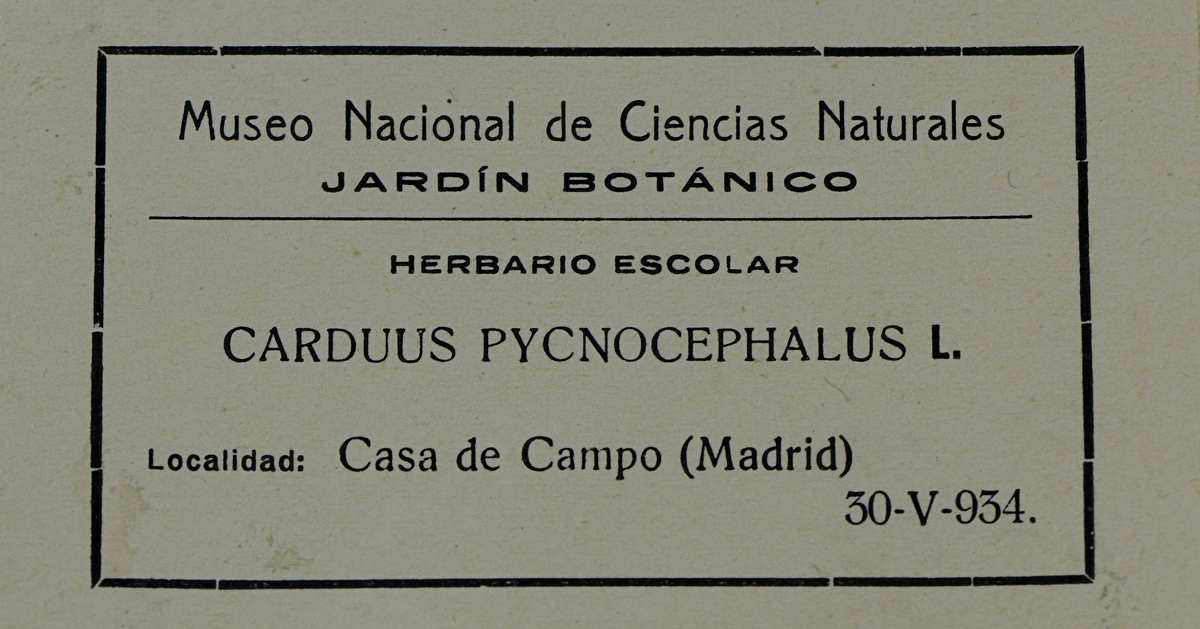 Museo Nacional de Ciencias Naturales
JARDÍN BOTÁNICO
HERBARIO ESCOLAR
CARDUUS PYCNOCEPHALUS L.
Localidad: Casa de Campo (Madrid)
30-V-934.